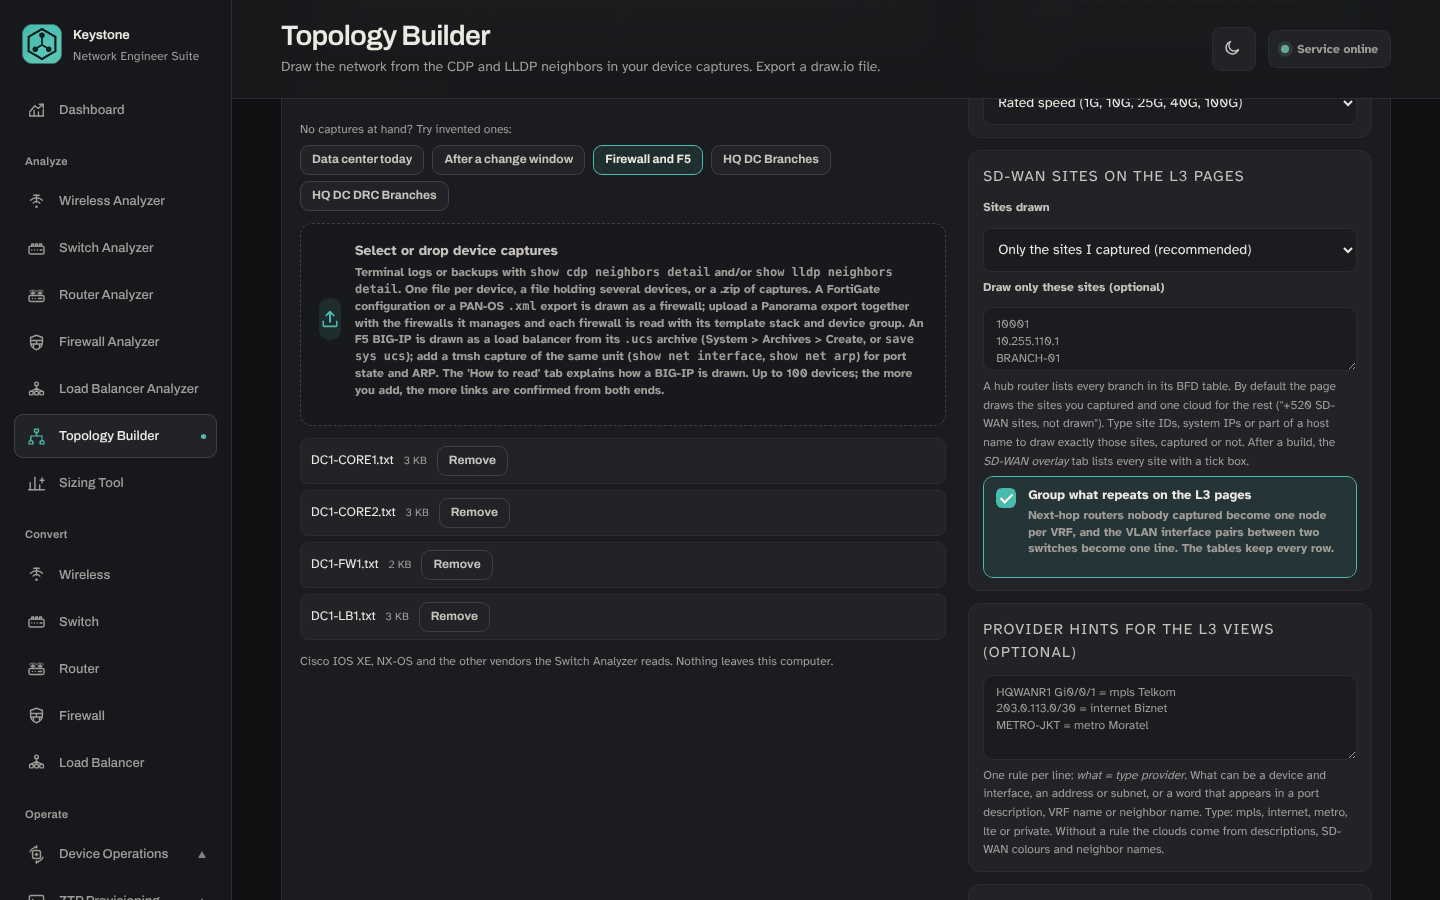 Keystone
Network Engineer Suite
Dashboard
Analyze
Wireless Analyzer
Switch Analyzer
Router Analyzer
Firewall Analyzer
Load Balancer Analyzer
Topology Builder
Sizing Tool
Convert
Wireless
Switch
Router
Firewall
Load Balancer
Operate
Device Operations
ZTP Provisioning
Topology Builder
Draw the network from the CDP and LLDP neighbors in your device captures. Export a draw.io file.
Service online
No captures at hand? Try invented ones:
Data center today
After a change window
Firewall and F5
HQ DC Branches
HQ DC DRC Branches
Select or drop device captures
Terminal logs or backups with show cdp neighbors detail and/or show lldp neighbors
detail. One file per device, a file holding several devices, or a .zip of captures. A FortiGate
configuration or a PAN-OS .xml export is drawn as a firewall; upload a Panorama export together
with the firewalls it manages and each firewall is read with its template stack and device group. An
F5 BIG-IP is drawn as a load balancer from its .ucs archive (System > Archives > Create, or save
sys ucs); add a tmsh capture of the same unit (show net interface, show net arp) for port
state and ARP. The 'How to read' tab explains how a BIG-IP is drawn. Up to 100 devices; the more
you add, the more links are confirmed from both ends.
DC1-CORE1.txt 3 KB Remove
DC1-CORE2.txt 3 KB Remove
DC1-FW1.txt 2 KB Remove
DC1-LB1.txt 3 KB Remove
Cisco IOS XE, NX-OS and the other vendors the Switch Analyzer reads. Nothing leaves this computer.
Rated speed (1G, 10G, 25G, 40G, 100G)
SD-WAN SITES ON THE L3 PAGES
Sites drawn
Only the sites I captured (recommended)
Draw only these sites (optional)
10001
10.255.110.1
BRANCH-01
A hub router lists every branch in its BFD table. By default the page
draws the sites you captured and one cloud for the rest ("+520 SD-
WAN sites, not drawn"). Type site IDs, system IPs or part of a host
name to draw exactly those sites, captured or not. After a build, the
SD-WAN overlay tab lists every site with a tick box.
Group what repeats on the L3 pages
Next-hop routers nobody captured become one node
per VRF, and the VLAN interface pairs between two
switches become one line. The tables keep every row.
PROVIDER HINTS FOR THE L3 VIEWS
(OPTIONAL)
HQWANR1 Gi0/0/1 = mpls Telkom
203.0.113.0/30 = internet Biznet
METRO-JKT = metro Moratel
One rule per line: what = type provider. What can be a device and
interface, an address or subnet, or a word that appears in a port
description, VRF name or neighbor name. Type: mpls, internet, metro,
lte or private. Without a rule the clouds come from descriptions, SD-
WAN colours and neighbor names.